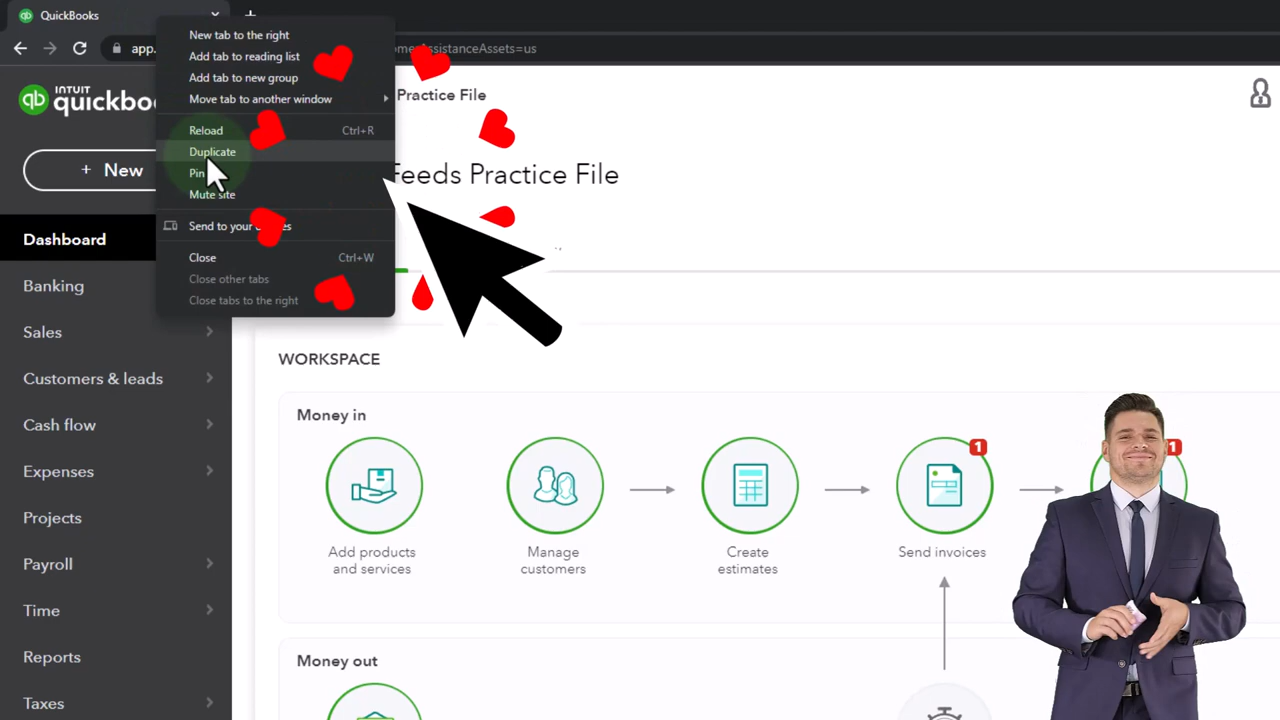 QuickBooks
New tab to the right
Add tab to reading list
Add tab to new group
Move tab to another window
Reload Ctrl+R
Duplicate
Pin
Mute site
Send to your
Close Ctrl+W
Close other tabs
Close tabs to the right
app.
AssistanceAssets=us
INTUIT
qb
Practice File
+ New
Feeds Practice File
Dashboard
Banking
Sales
Customers & leads
Cash flow
Expenses
Projects
Payroll
Time
Reports
Taxes
WORKSPACE
Money in
1
1
Add products
and services
Manage
customers
Create
estimates
Send invoices
Money out